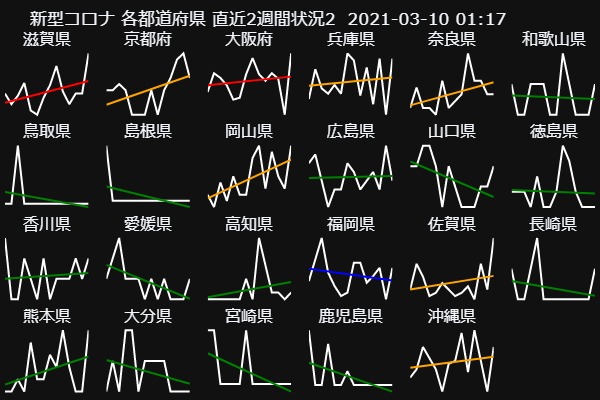 新型コロナ 各都道府県 直近2週間状況2 2021-03-10 01:17
滋賀県 京都府 大阪府 兵庫県 奈良県 和歌山県
鳥取県 島根県 岡山県 広島県 山口県 徳島県
香川県 愛媛県 高知県 福岡県 佐賀県 長崎県
熊本県 大分県 宮崎県 鹿児島県 沖縄県